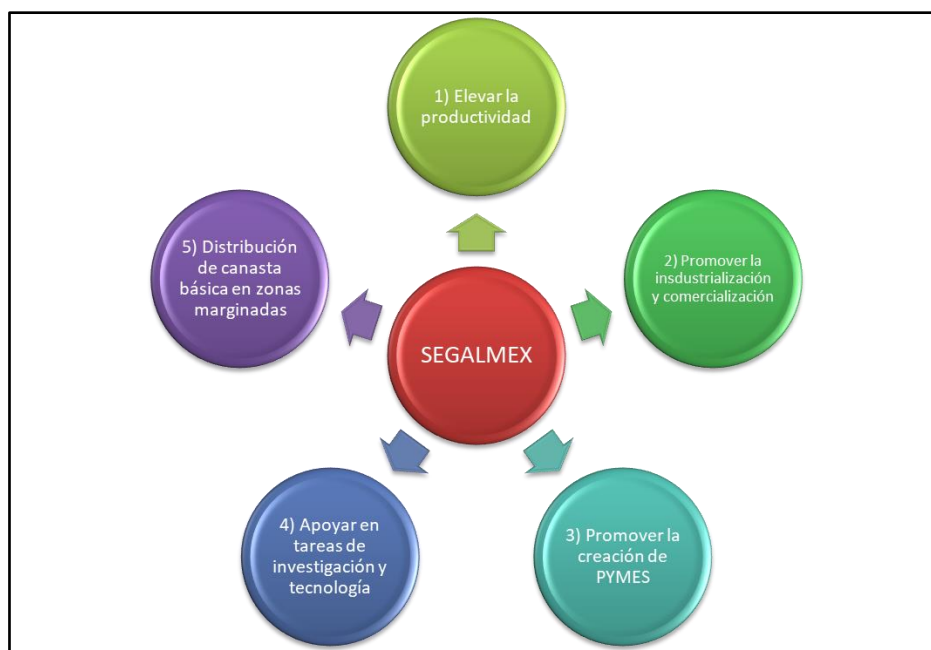 1) Elevar la
productividad
2) Promover la
insdustrialización
y comercialización
3) Promover la
creación de
PYMES
4) Apoyar en
tareas de
investigación y
tecnología
5) Distribución
de canasta
básica en zonas
marginadas
SEGALMEX